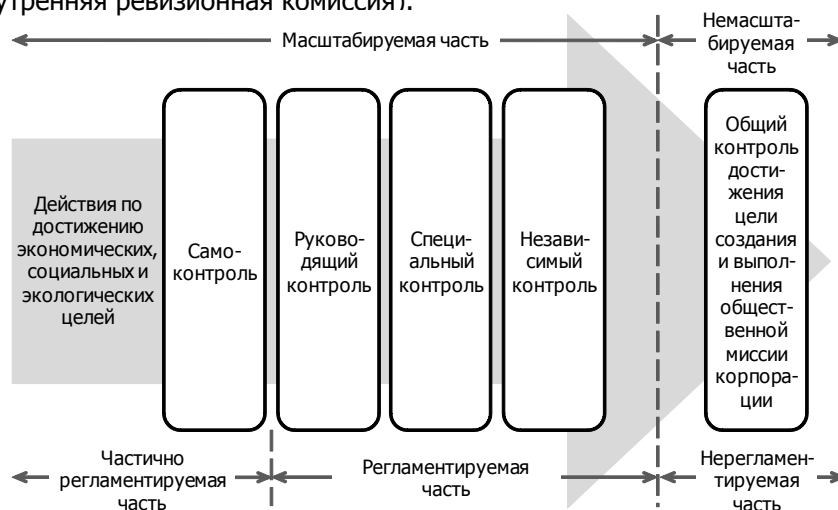 утренняя ревизионная комиссия).
Масштабируемая часть
Немасшта-
бируемая
часть
Действия по
достижению
экономических,
социальных и
экологических
целей
Само-
контроль
Руково-
дящий
контроль
Специ-
альный
контроль
Незави-
симый
контроль
Общий
контроль
дости-
жения
цели
создания
и выпол-
нения
общест-
венной
миссии
корпора-
ции
Частично
регламентируемая
часть
Регламентируемая
часть
Нерегламен-
тируемая
часть